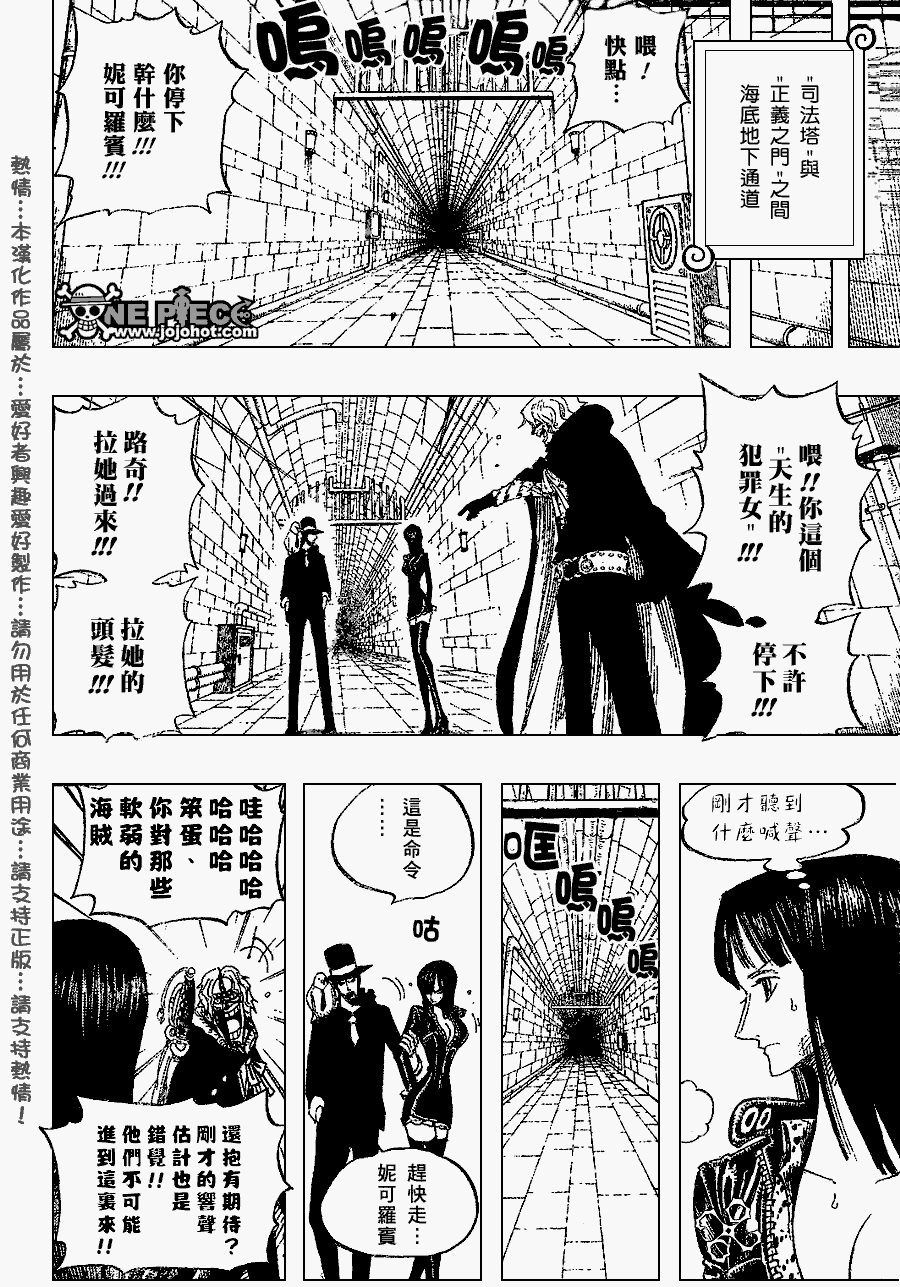 "司法塔"與
"正義之門"之間
海底地下通道
喂！
快點…
嗚嗚嗚嗚嗚
你停下
幹什麼!!!
妮可羅賓!!!
ONE PIECE
www.jojohot.com
喂!!你這個
"天生的
犯罪女"!!!
不許
停下!!!
路奇!!
拉她過來!!!
拉她的
頭髮!!!
剛才聽到
什麼喊聲…
哐嗚嗚嗚
這是命令
……
咕
趕快走…
妮可羅賓
哇哈哈哈
哈哈哈
笨蛋、
你對那些
軟弱的
海賊
還抱有期待？
剛才的響聲
估計也是
錯覺!!
他們不可能
進到這裏來!!
熱情…本漢化作品屬於…愛好者興趣愛好製作…請勿用於任何商業用途…請支持正版…請支持熱情！